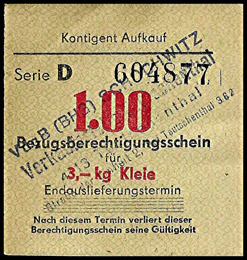 Kontigent Aufkauf
Serie D 604877
1.00
Bezugsberechtigungsschein
für
3,— kg Kleie
Endauslieferungstermin
Nach diesem Termin verliert dieser
Berechtigungsschein seine Gültigkeit